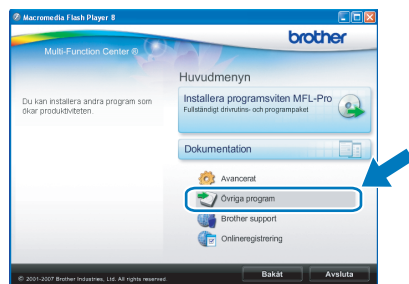 Macromedia Flash Player 8
brother
Multi-Function Center ®
Huvudmenyn
Du kan installera andra program som
ökar produktiviteten.
Installera programsviten MFL-Pro
Fullständigt drivrutins- och programpaket
Dokumentation
Avancerat
Övriga program
Brother support
Onlineregistrering
© 2001-2007 Brother Industries, Ltd. All rights reserved.
Bakåt
Avsluta